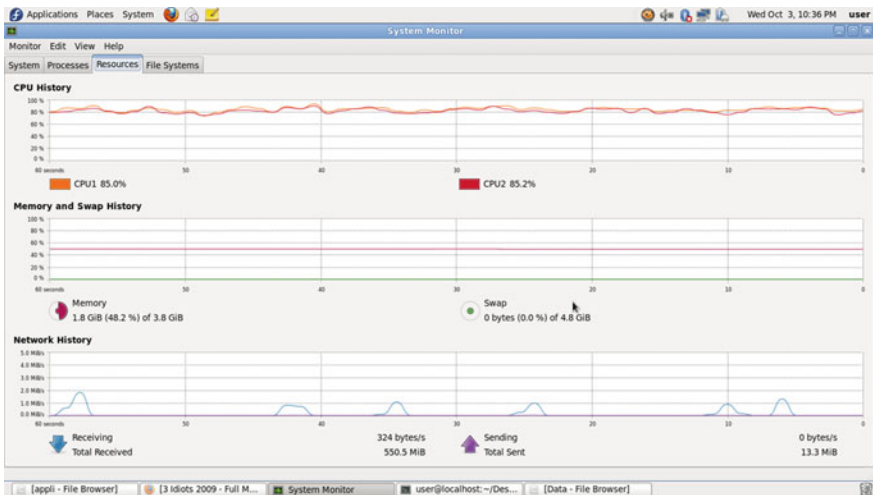 Applications Places System Wed Oct 3, 10:36 PM user
System Monitor
Monitor Edit View Help
System Processes Resources File Systems
CPU History
100 %
80 %
60 %
40 %
20 %
0 %
60 seconds 50 40 30 20 10 0
CPU1 85.0% CPU2 85.2%
Memory and Swap History
100 %
80 %
60 %
40 %
20 %
0 %
60 seconds 50 40 30 20 10 0
Memory Swap
1.8 GiB (48.2 %) of 3.8 GiB 0 bytes (0.0 %) of 4.8 GiB
Network History
5.0 MiB/s
4.0 MiB/s
3.0 MiB/s
2.0 MiB/s
1.0 MiB/s
0.0 MiB/s
60 seconds 50 40 30 20 10 0
Receiving 324 bytes/s Sending 0 bytes/s
Total Received 550.5 MiB Total Sent 13.3 MiB
[appli - File Browser] [3 Idiots 2009 - Full M... System Monitor user@localhost:~/Des... [Data - File Browser]